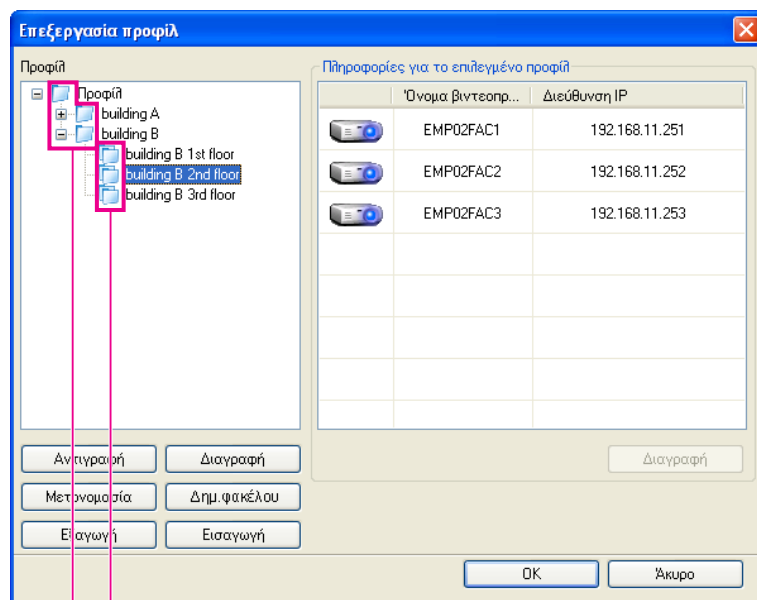 Επεξεργασία προφίλ
Προφίλ
Προφίλ
building A
building B
building B 1st floor
building B 2nd floor
building B 3rd floor
Πληροφορίες για το επιλεγμένο προφίλ
Όνομα βιντεοπρ... Διεύθυνση IP
EMP02FAC1 192.168.11.251
EMP02FAC2 192.168.11.252
EMP02FAC3 192.168.11.253
Αντιγραφή Διαγραφή
Μετονομασία Δημ.φακέλου
Εξαγωγή Εισαγωγή
Διαγραφή
OK Άκυρο